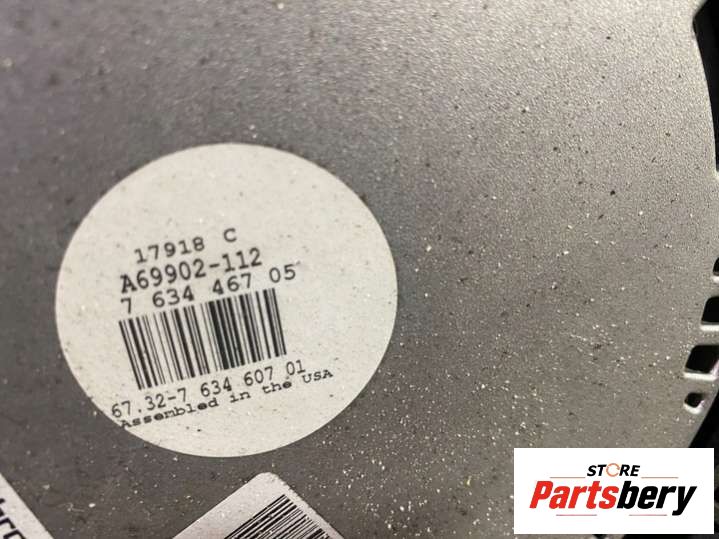 17918 C
A69902-112
7 634 467 05
67.32-7 634 607 01
Assembled in the USA
STORE
Partsbery